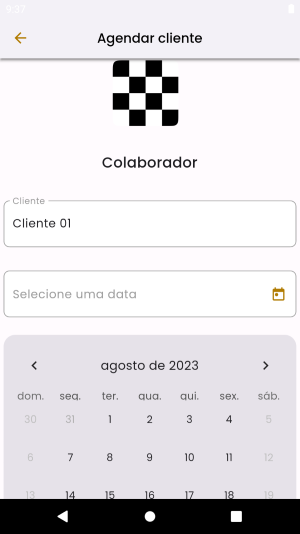 9:37
Agendar cliente
Colaborador
Cliente
Cliente 01
Selecione uma data
agosto de 2023
dom. seg. ter. qua. qui. sex. sáb.
30 31 1 2 3 4 5
6 7 8 9 10 11 12
13 14 15 16 17 18 19